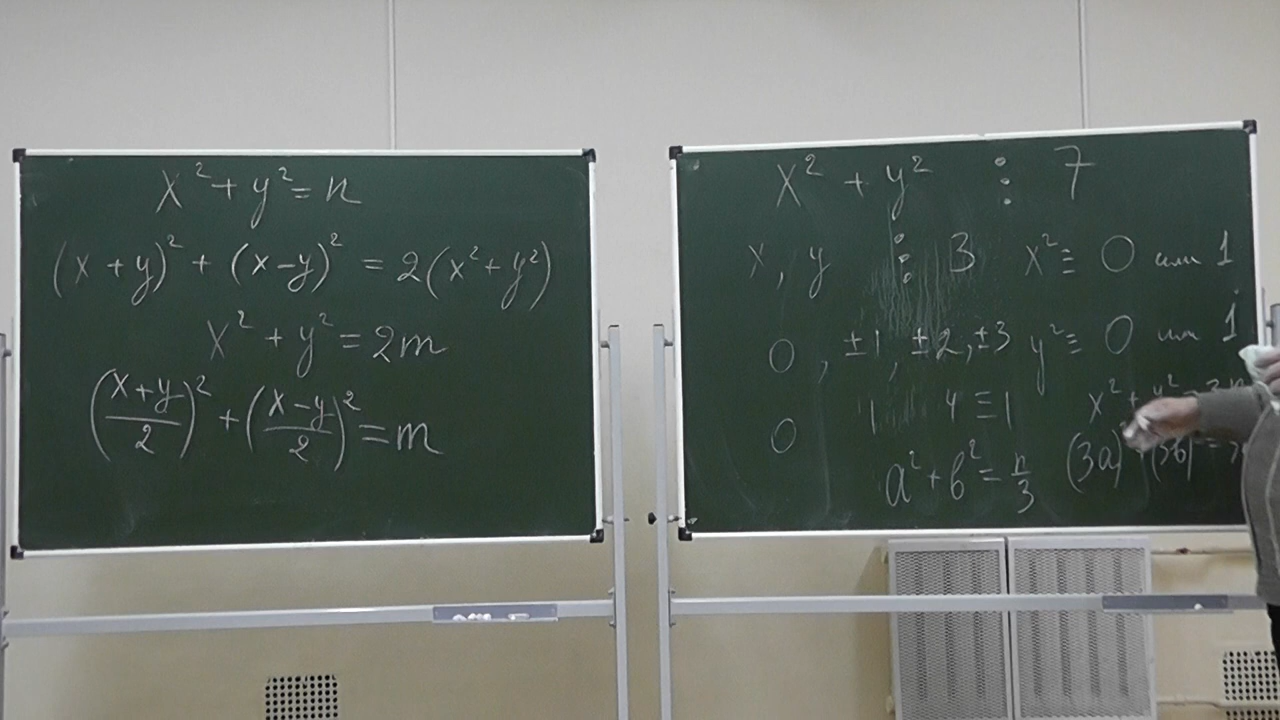 x² + y² = n
(x + y)² + (x - y)² = 2(x² + y²)
x² + y² = 2m
((x+y)/2)² + ((x-y)/2)² = m
x² + y² ⋮ 7
x, y ⋮ 3 x² ≡ 0 или 1
0, ±1, ±2, ±3 y² ≡ 0 или 1
0 1 4 ≡ 1 x² +
a² + b² = n/3 (3a)